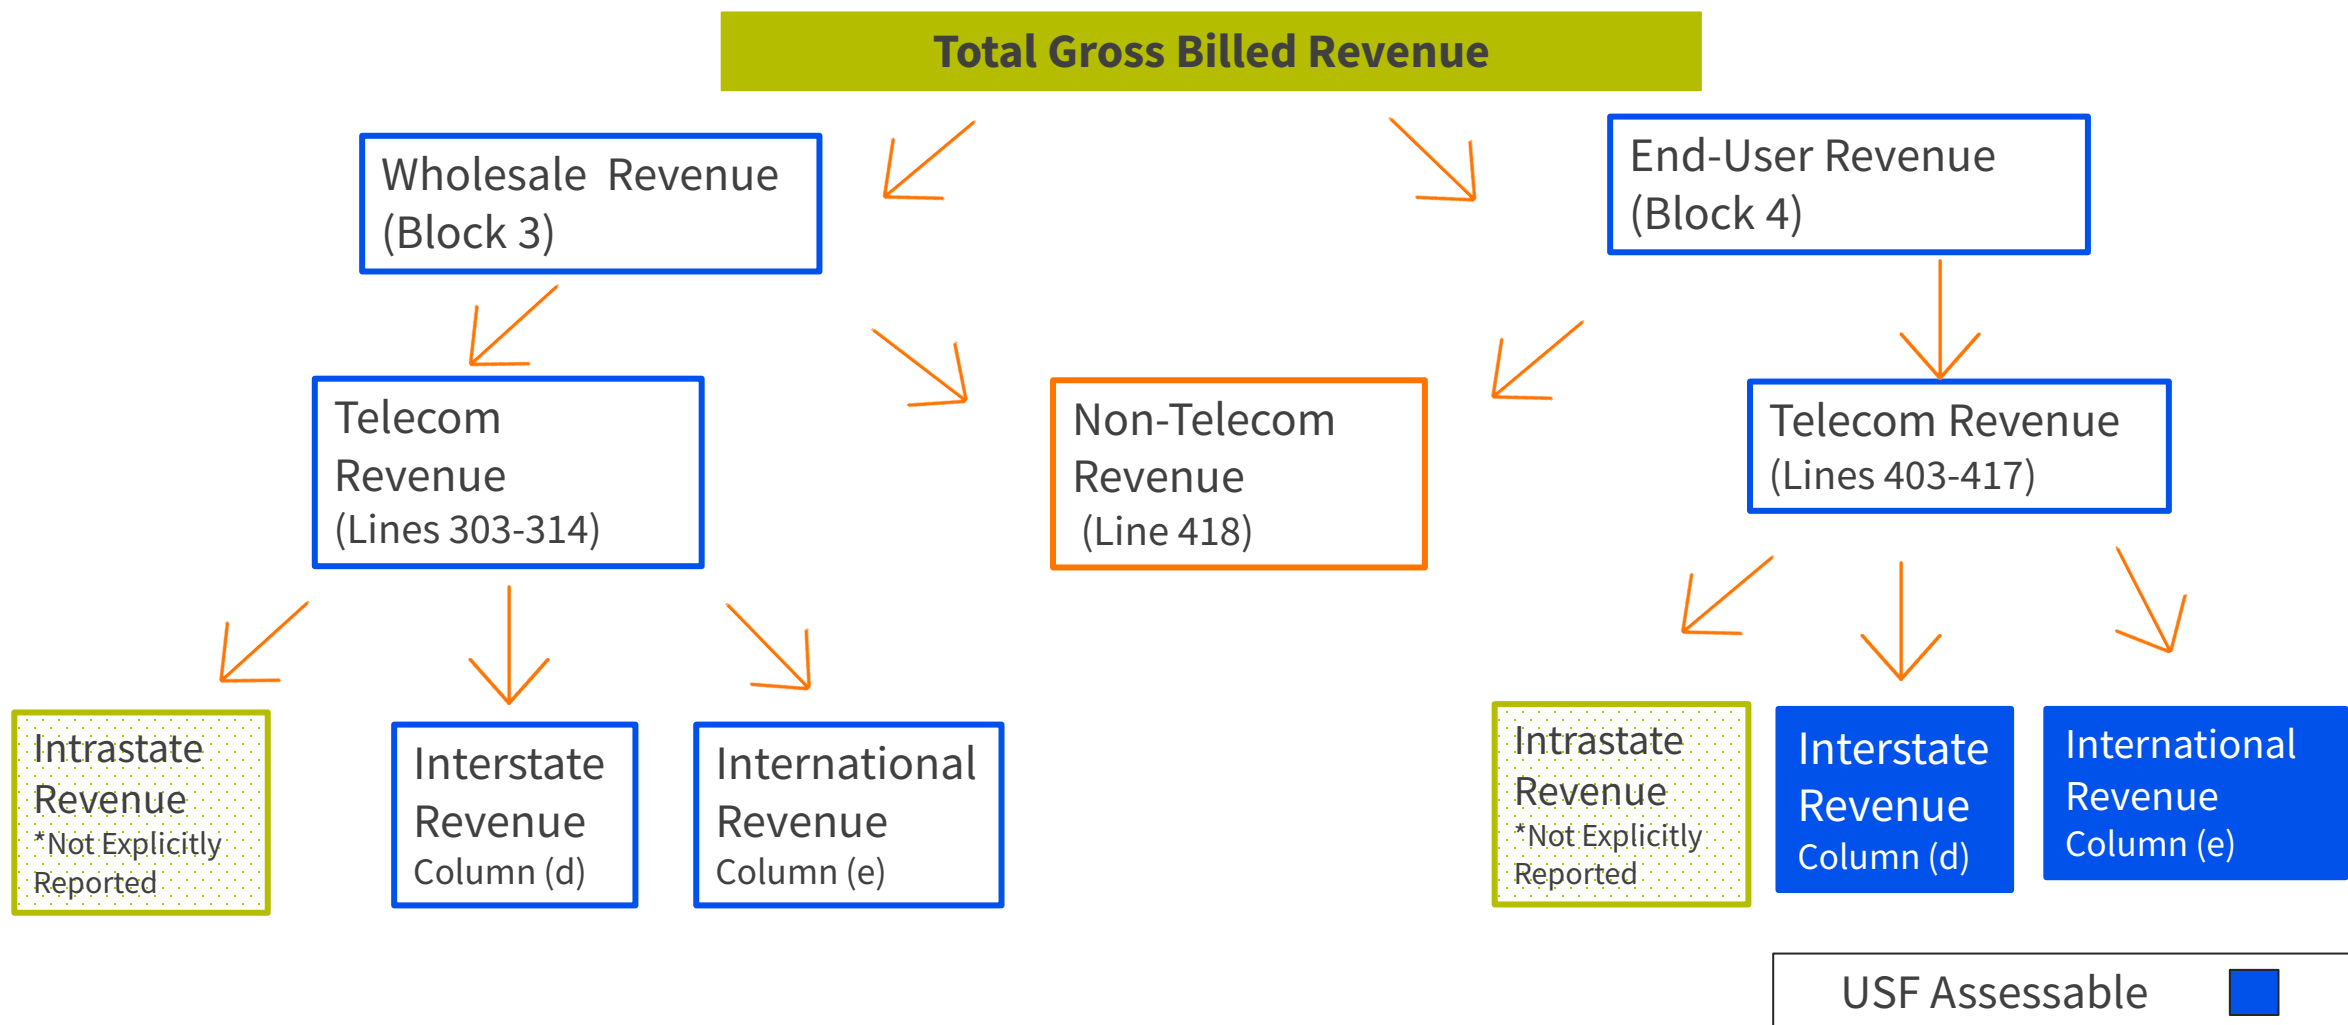 Total Gross Billed Revenue
Wholesale Revenue
(Block 3)
End-User Revenue
(Block 4)
Telecom
Revenue
(Lines 303-314)
Non-Telecom
Revenue
(Line 418)
Telecom Revenue
(Lines 403-417)
Intrastate
Revenue
*Not Explicitly
Reported
Interstate
Revenue
Column (d)
International
Revenue
Column (e)
Intrastate
Revenue
*Not Explicitly
Reported
Interstate
Revenue
Column (d)
International
Revenue
Column (e)
USF Assessable